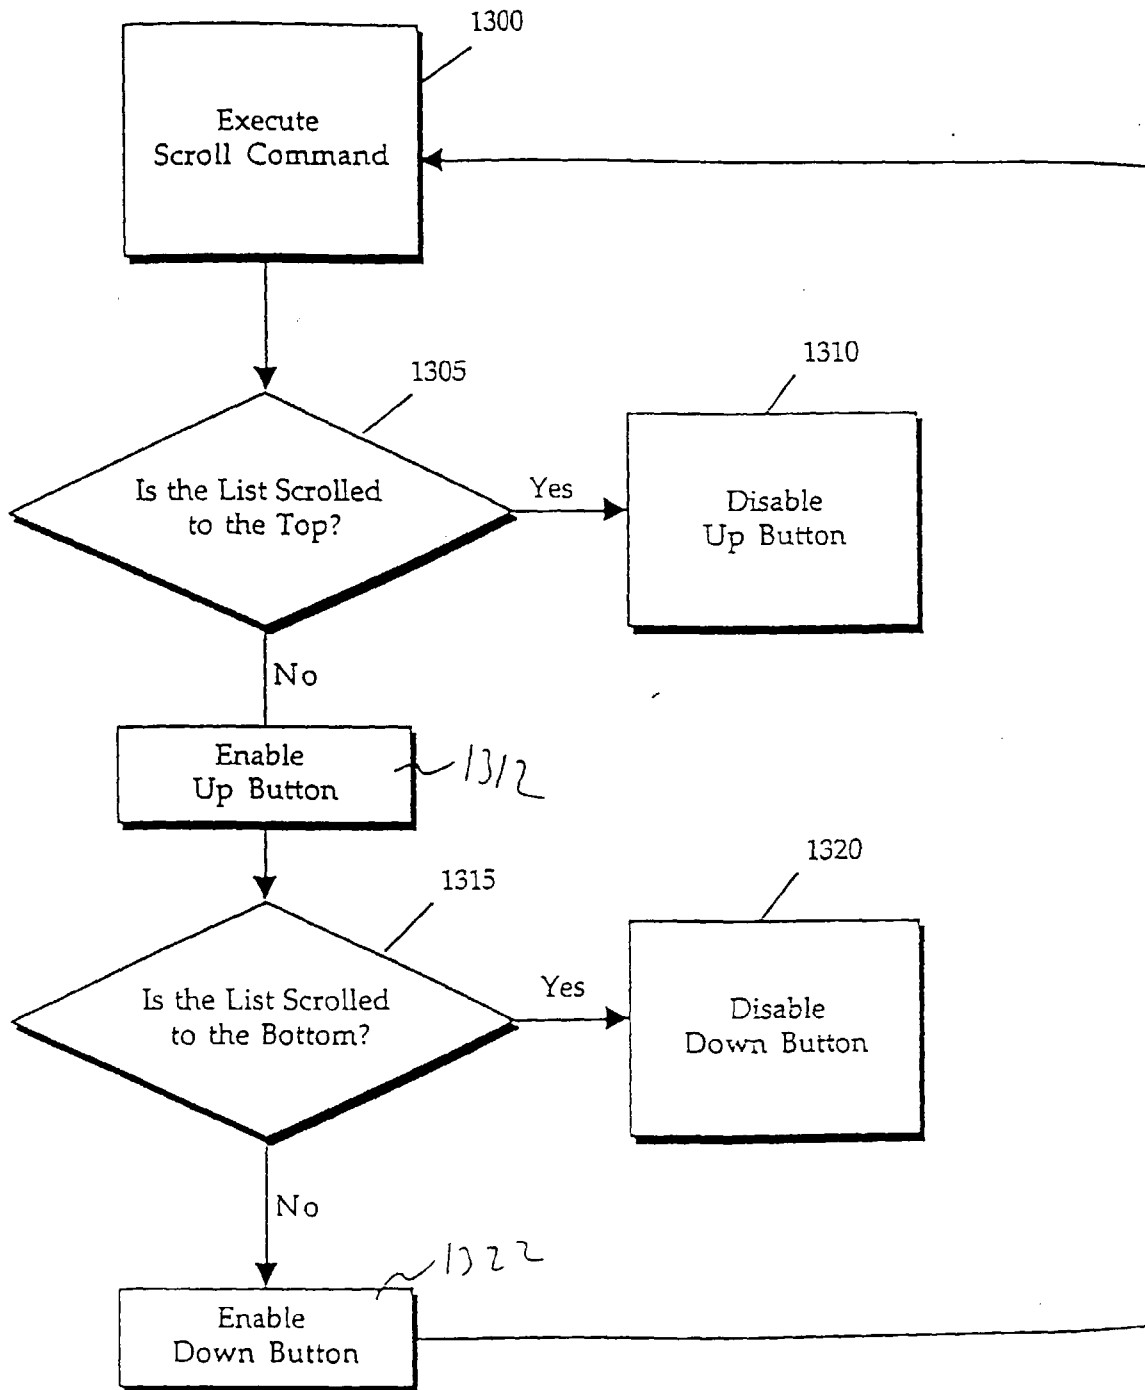 1300
Execute
Scroll Command
1305
1310
Is the List Scrolled
to the Top?
Yes
Disable
Up Button
No
Enable
Up Button
1312
1315
1320
Is the List Scrolled
to the Bottom?
Yes
Disable
Down Button
No
1322
Enable
Down Button